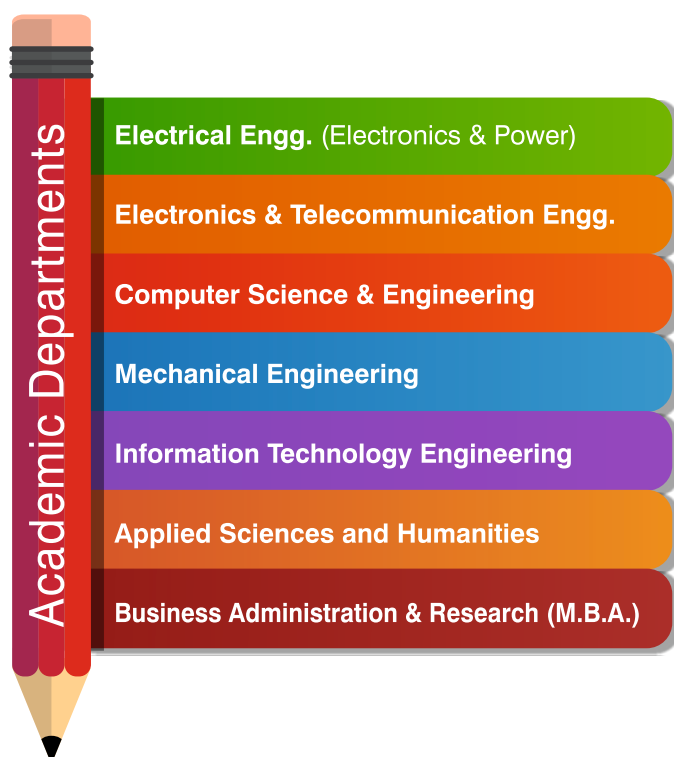 Academic Departments
Electrical Engg. (Electronics & Power)
Electronics & Telecommunication Engg.
Computer Science & Engineering
Mechanical Engineering
Information Technology Engineering
Applied Sciences and Humanities
Business Administration & Research (M.B.A.)